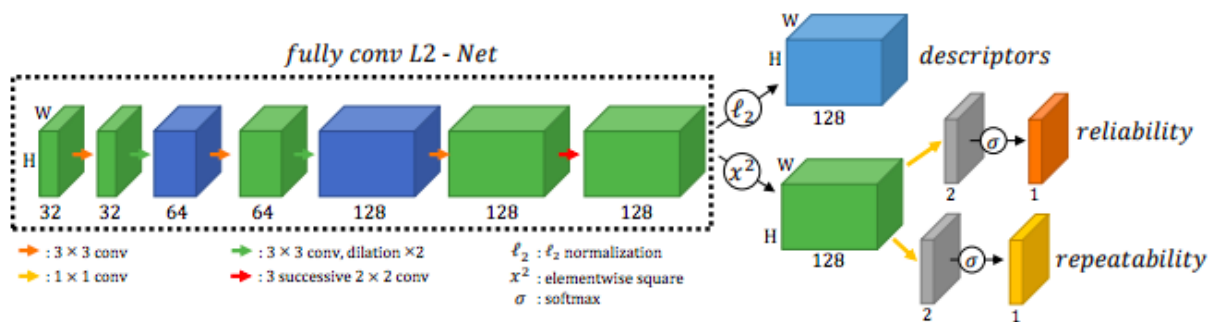 fully conv L2 - Net
W
H
32
32
64
64
128
128
128
ℓ2
x²
W
H
128
descriptors
W
H
128
2
σ
1
reliability
2
σ
1
repeatability
: 3 × 3 conv
: 1 × 1 conv
: 3 × 3 conv, dilation ×2
: 3 successive 2 × 2 conv
ℓ2 : ℓ2 normalization
x² : elementwise square
σ : softmax